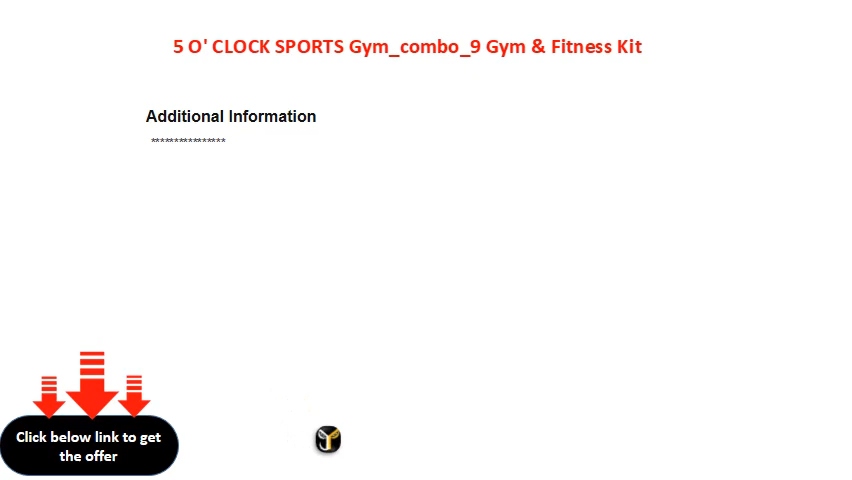 5 O' CLOCK SPORTS Gym_combo_9 Gym & Fitness Kit
Additional Information
****************
Click below link to get
the offer